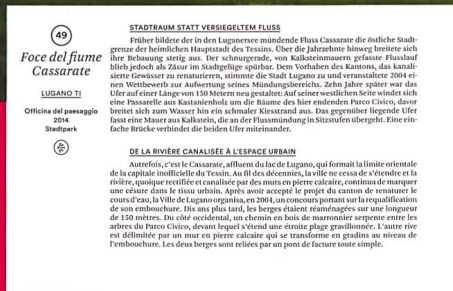 49
Foce del fiume
Cassarate
LUGANO TI
Officina del paesaggio
2014
Stadtpark
STADTRAUM STATT VERSIEGELTEM FLUSS
Früher bildete der in den Luganersee mündende Fluss Cassarate die östliche Stadt-
grenze der heimlichen Hauptstadt des Tessins. Über die Jahrzehnte hinweg breitete sich
ihre Bebauung stetig aus. Der schnurgerade, von Kalksteinmauern gefasste Flusslauf
blieb jedoch als Zäsur im Stadtgefüge spürbar. Dem Vorhaben des Kantons, das kanali-
sierte Gewässer zu renaturieren, stimmte die Stadt Lugano zu und veranstaltete 2004 ei-
nen Wettbewerb zur Aufwertung seines Mündungsbereichs. Zehn Jahre später war das
Ufer auf einer Länge von 150 Metern neu gestaltet: Auf seiner westlichen Seite windet sich
eine Passarelle aus Kastanienholz um die Bäume des hier endenden Parco Civico, davor
breitet sich zum Wasser hin ein schmaler Kiesstrand aus. Das gegenüber liegende Ufer
fasst eine Mauer aus Kalkstein, die an der Flussmündung in Sitzstufen übergeht. Eine ein-
fache Brücke verbindet die beiden Ufer miteinander.
DE LA RIVIÈRE CANALISÉE À L'ESPACE URBAIN
Autrefois, c'est le Cassarate, affluent du lac de Lugano, qui formait la limite orientale
de la capitale inofficielle du Tessin. Au fil des décennies, la ville ne cessa de s'étendre et la
rivière, quoique rectifiée et canalisée par des murs en pierre calcaire, continua de marquer
une césure dans le tissu urbain. Après avoir accepté le projet du canton de renaturer le
cours d'eau, la Ville de Lugano organisa, en 2004, un concours portant sur la requalification
de son embouchure. Dix ans plus tard, les berges étaient réaménagées sur une longueur
de 150 mètres. Du côté occidental, un chemin en bois de marronnier serpente entre les
arbres du Parco Civico, devant lequel s'étend une étroite plage gravillonnée. L'autre rive
est délimitée par un mur en pierre calcaire qui se transforme en gradins au niveau de
l'embouchure. Les deux berges sont reliées par un pont de facture toute simple.